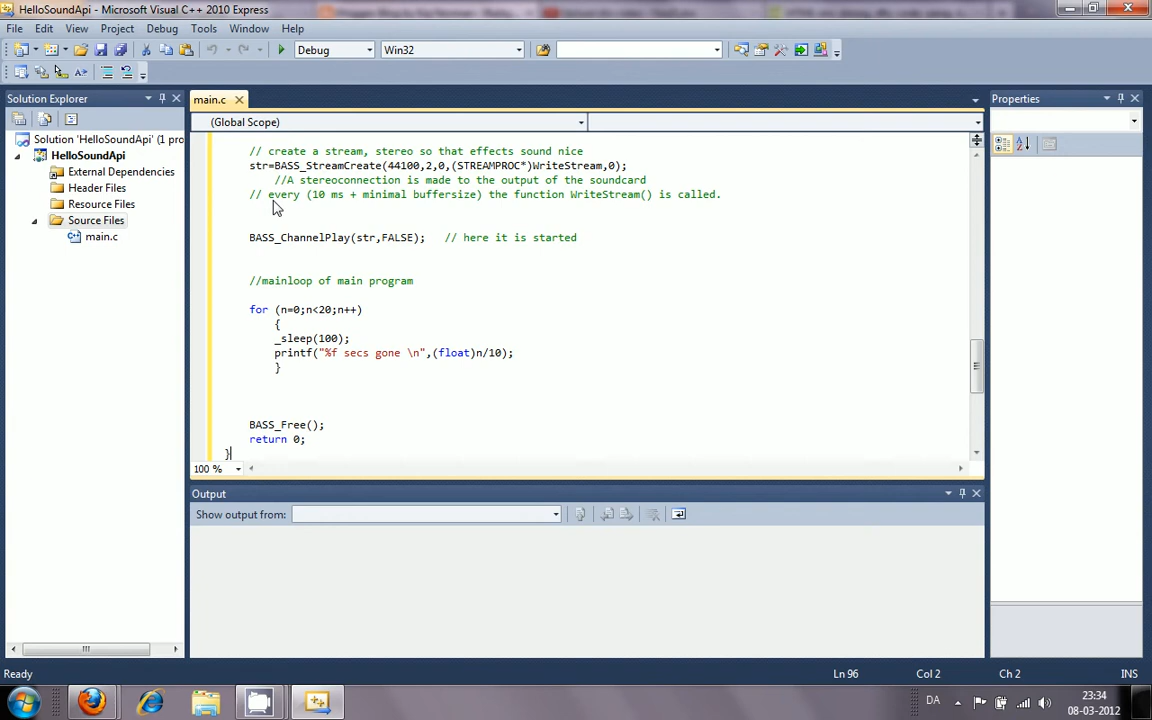 HelloSoundApi - Microsoft Visual C++ 2010 Express
File Edit View Project Debug Tools Window Help
Debug Win32
Solution Explorer
main.c
Properties
(Global Scope)
Solution 'HelloSoundApi' (1 pro
HelloSoundApi
External Dependencies
Header Files
Resource Files
Source Files
main.c
// create a stream, stereo so that effects sound nice
str=BASS_StreamCreate(44100,2,0,(STREAMPROC*)WriteStream,0);
//A stereoconnection is made to the output of the soundcard
// every (10 ms + minimal buffersize) the function WriteStream() is called.
BASS_ChannelPlay(str,FALSE); // here it is started
//mainloop of main program
for (n=0;n<20;n++)
{
_sleep(100);
printf("%f secs gone \n",(float)n/10);
}
BASS_Free();
return 0;
}
100 %
Output
Show output from:
Ready
Ln 96 Col 2 Ch 2 INS
DA
23:34
08-03-2012